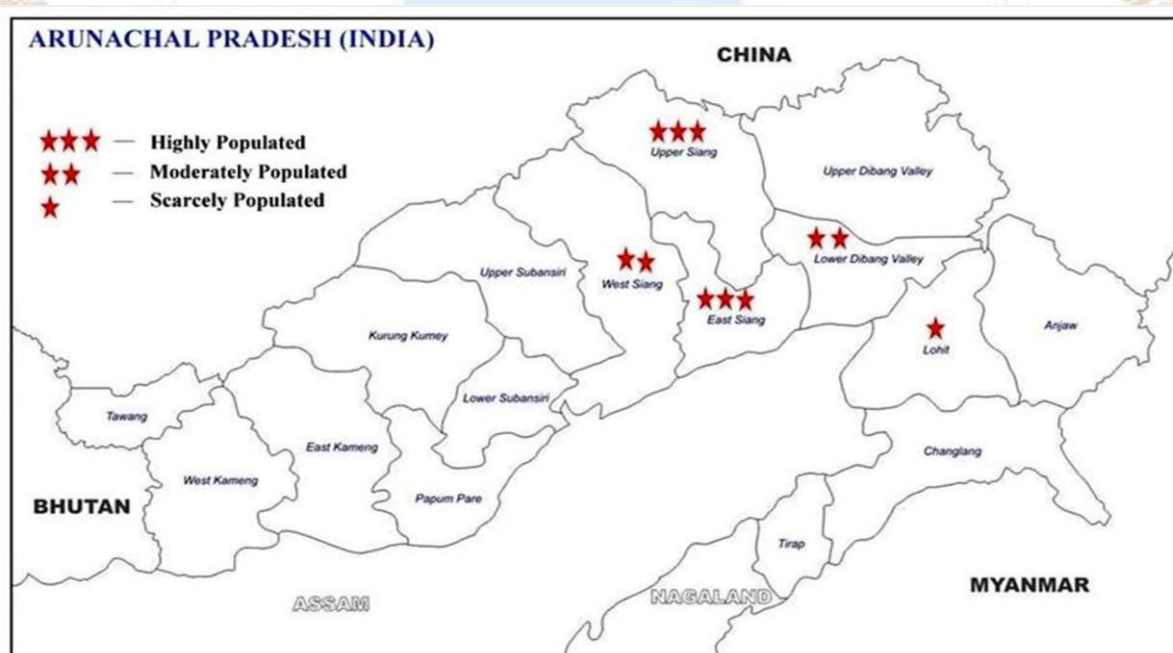 ARUNACHAL PRADESH (INDIA)
CHINA
— Highly Populated
— Moderately Populated
— Scarcely Populated
Upper Siang
Upper Dibang Valley
Lower Dibang Valley
Upper Subansiri
West Siang
East Siang
Kurung Kumey
Anjaw
Lohit
Lower Subansiri
Tawang
East Kameng
Changlang
West Kameng
Papum Pare
BHUTAN
Tirap
MYANMAR
ASSAM
NAGALAND